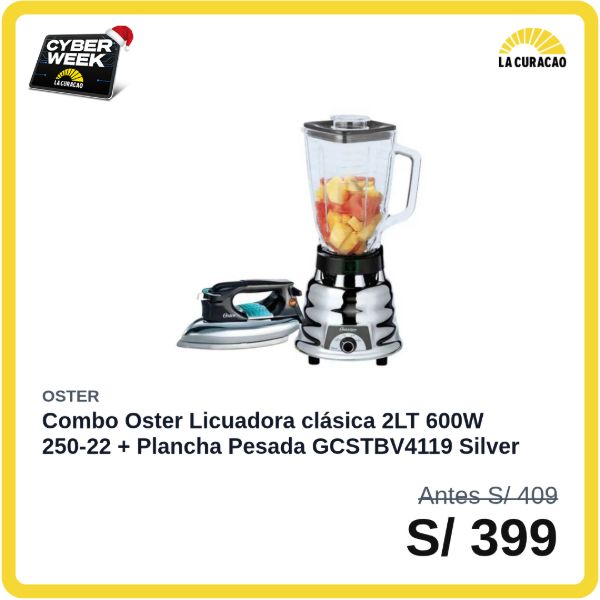 CYBER
WEEK
LA CURACAO
LA CURACAO
Oster
OSTER
Combo Oster Licuadora clásica 2LT 600W
250-22 + Plancha Pesada GCSTBV4119 Silver
Antes S/ 409
S/ 399